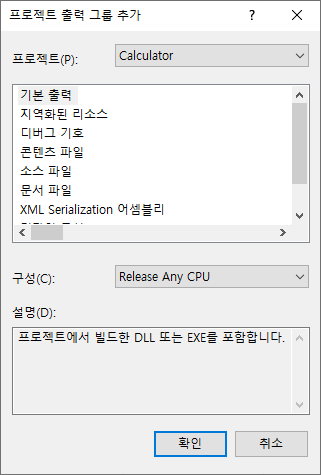 프로젝트 출력 그룹 추가
프로젝트(P): Calculator
기본 출력
지역화된 리소스
디버그 기호
콘텐츠 파일
소스 파일
문서 파일
XML Serialization 어셈블리
구성(C): Release Any CPU
설명(D):
프로젝트에서 빌드한 DLL 또는 EXE를 포함합니다.
확인 취소